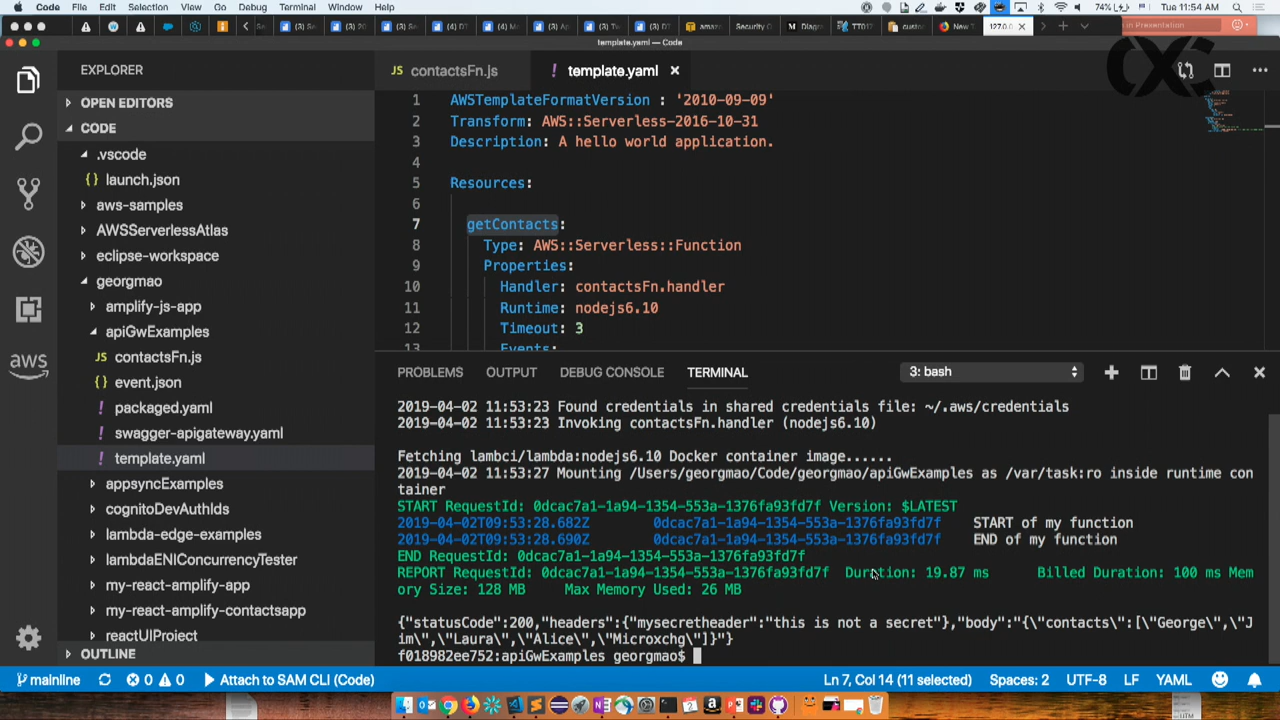 Code File Edit Selection View Go Debug Terminal Window Help
74% Tue 11:54 AM
template.yaml — Code
EXPLORER
OPEN EDITORS
CODE
.vscode
{} launch.json
aws-samples
AWSServerlessAtlas
eclipse-workspace
georgmao
amplify-js-app
apiGwExamples
JS contactsFn.js
{} event.json
! packaged.yaml
! swagger-apigateway.yaml
! template.yaml
appsyncExamples
cognitoDevAuthIds
lambda-edge-examples
lambdaENIConcurrencyTester
my-react-amplify-app
my-react-amplify-contactsapp
reactUIProject
OUTLINE
aws
JS contactsFn.js ! template.yaml
CXC
1 AWSTemplateFormatVersion : '2010-09-09'
2 Transform: AWS::Serverless-2016-10-31
3 Description: A hello world application.
4
5 Resources:
6
7 getContacts:
8 Type: AWS::Serverless::Function
9 Properties:
10 Handler: contactsFn.handler
11 Runtime: nodejs6.10
12 Timeout: 3
13 Events:
PROBLEMS OUTPUT DEBUG CONSOLE TERMINAL 3: bash
2019-04-02 11:53:23 Found credentials in shared credentials file: ~/.aws/credentials
2019-04-02 11:53:23 Invoking contactsFn.handler (nodejs6.10)
Fetching lambci/lambda:nodejs6.10 Docker container image......
2019-04-02 11:53:27 Mounting /Users/georgmao/Code/georgmao/apiGwExamples as /var/task:ro inside runtime con
tainer
START RequestId: 0dcac7a1-1a94-1354-553a-1376fa93fd7f Version: $LATEST
2019-04-02T09:53:28.682Z 0dcac7a1-1a94-1354-553a-1376fa93fd7f START of my function
2019-04-02T09:53:28.690Z 0dcac7a1-1a94-1354-553a-1376fa93fd7f END of my function
END RequestId: 0dcac7a1-1a94-1354-553a-1376fa93fd7f
REPORT RequestId: 0dcac7a1-1a94-1354-553a-1376fa93fd7f Duration: 19.87 ms Billed Duration: 100 ms Mem
ory Size: 128 MB Max Memory Used: 26 MB
{"statusCode":200,"headers":{"mysecretheader":"this is not a secret"},"body":"{\"contacts\":[\"George\",\"J
im\",\"Laura\",\"Alice\",\"Microxchg\"]}"}
f018982ee752:apiGwExamples georgmao$
mainline 0 0 Attach to SAM CLI (Code) Ln 7, Col 14 (11 selected) Spaces: 2 UTF-8 LF YAML